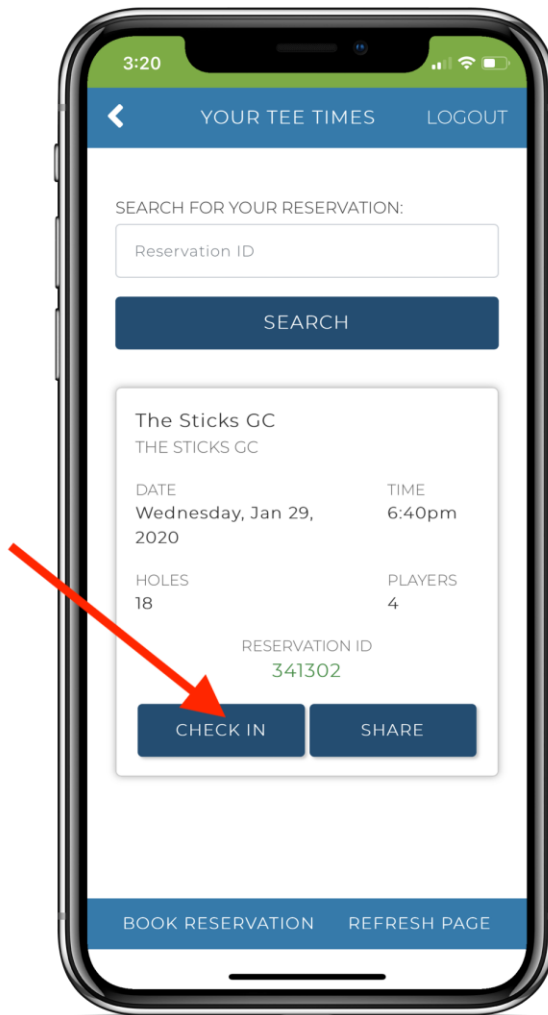 3:20
YOUR TEE TIMES LOGOUT
SEARCH FOR YOUR RESERVATION:
Reservation ID
SEARCH
The Sticks GC
THE STICKS GC
DATE TIME
Wednesday, Jan 29, 6:40pm
2020
HOLES PLAYERS
18 4
RESERVATION ID
341302
CHECK IN SHARE
BOOK RESERVATION REFRESH PAGE